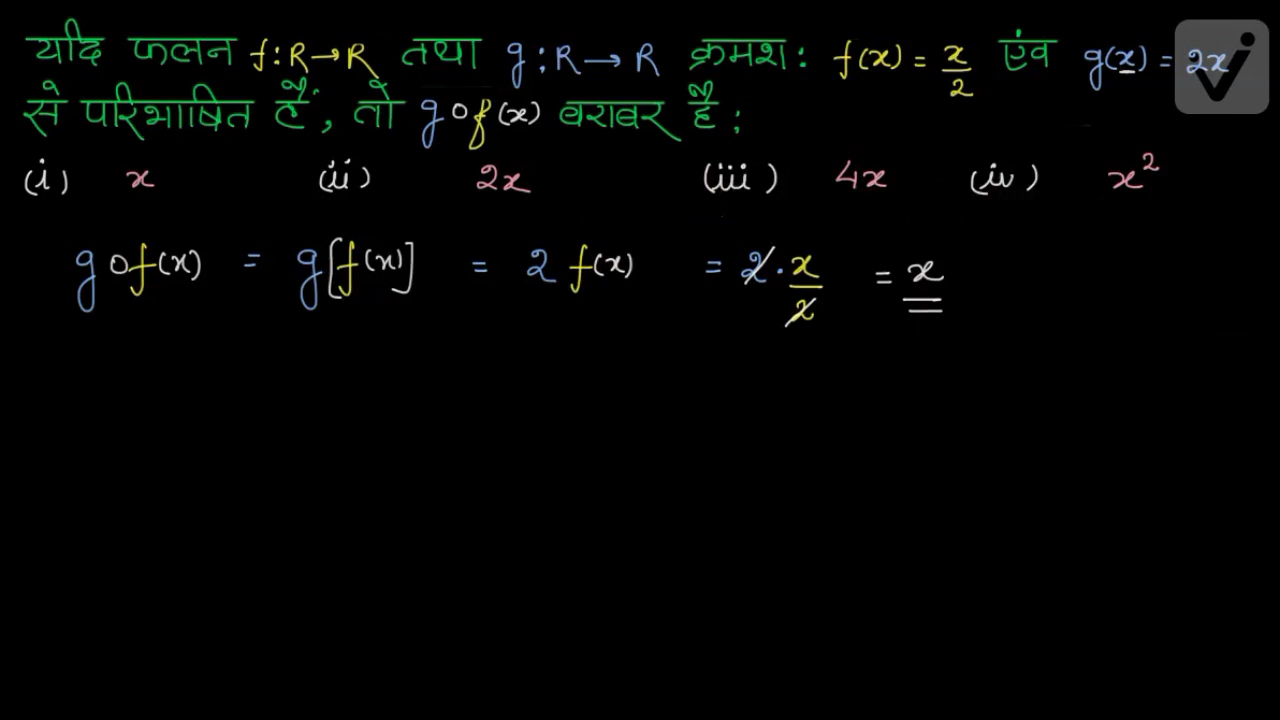 यदि फलन f : R → R तथा g : R → R क्रमश: f(x) = x/2 एंव g(x) = 2x
से परिभाषित हैं, तो gof(x) बराबर है :
(i) x (ii) 2x (iii) 4x (iv) x²
gof(x) = g[f(x)] = 2 f(x) = 2 · x/2 = x